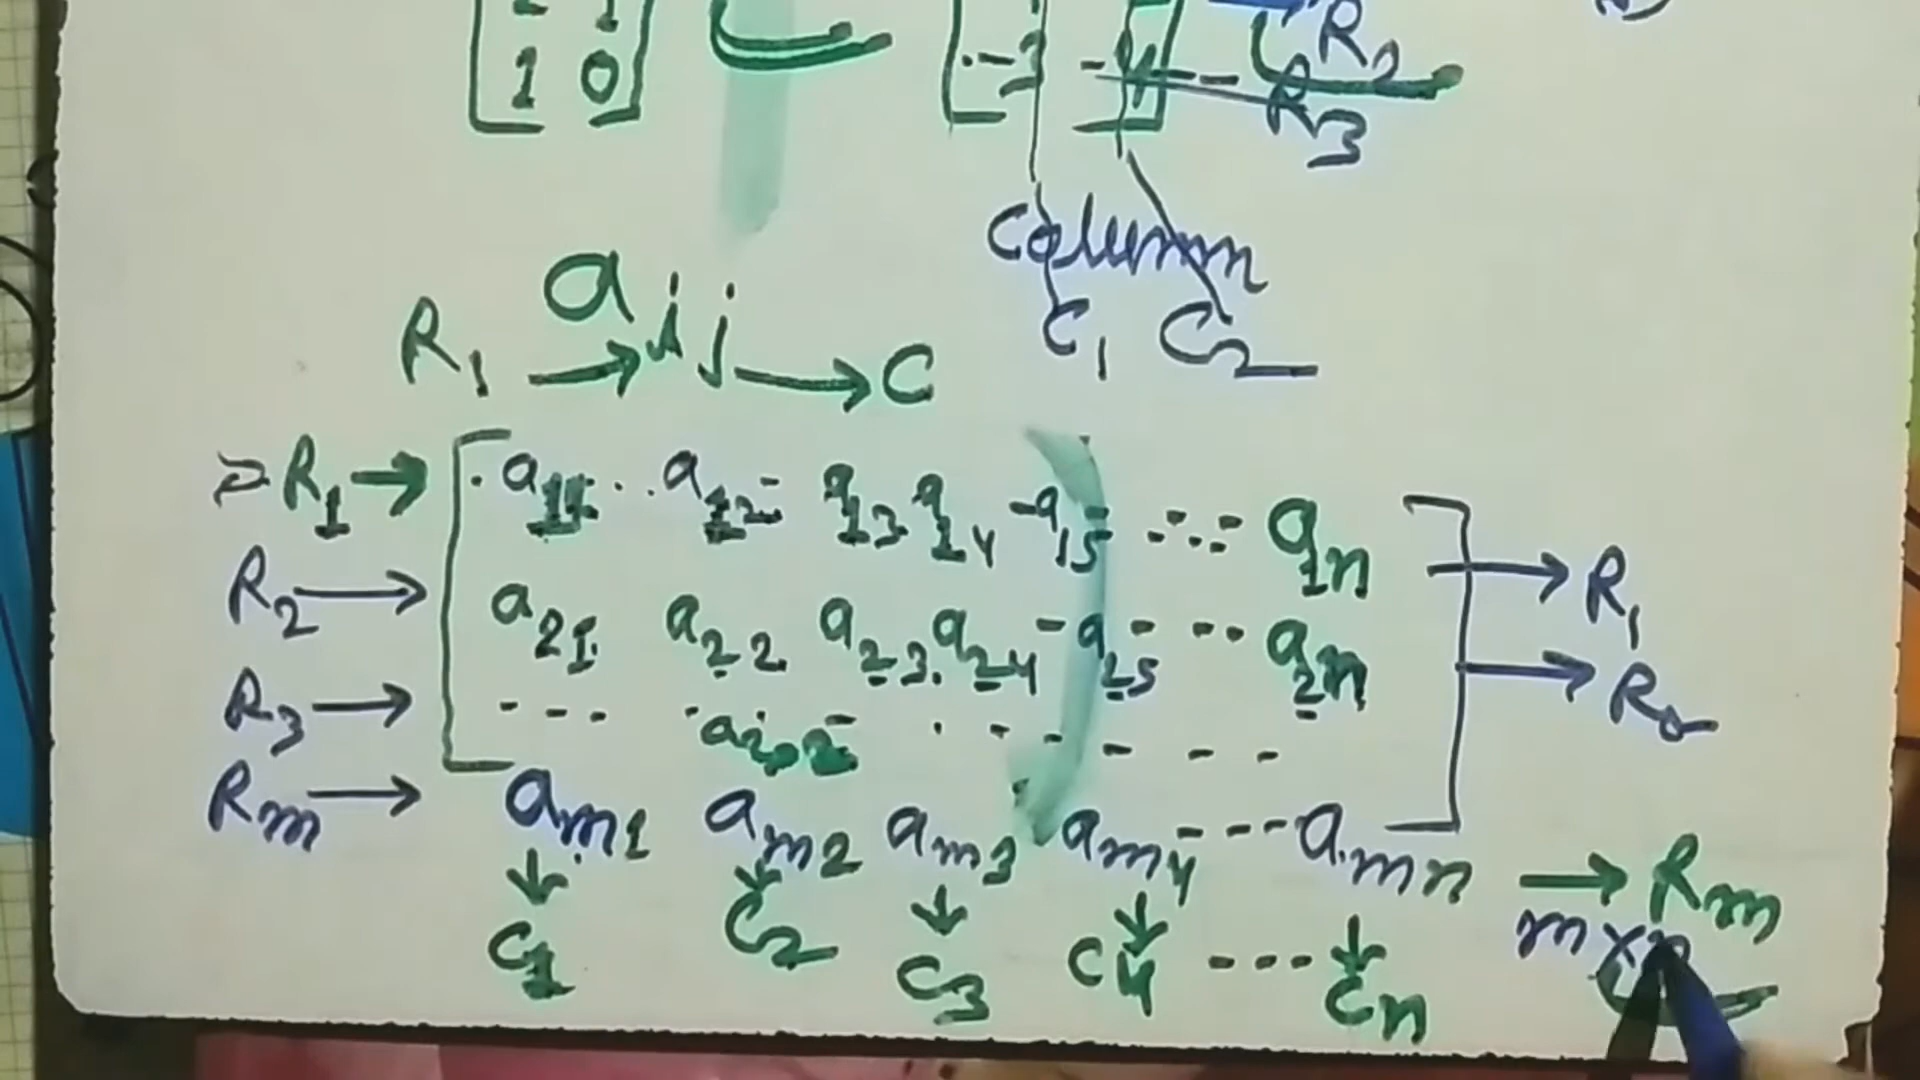 1 0
R2
R3
Column
C1 C2
R1 → aij → C
R1 → a11 .. a12 - a13 a14 - a15 - ..... a1n → R1
R2 → a21 a22 a23 a24 - a25 - -- a2n → R
R3 → - - - - - - - - -
Rm → am1 am2 am3 am4 - - - amn → Rm
m×n
C1 C2 C3 C4 - - - Cn